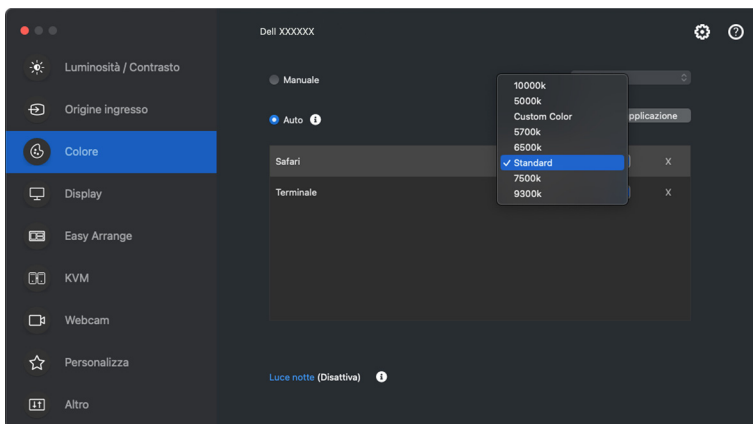 Dell XXXXXX
Luminosità / Contrasto
Origine ingresso
Colore
Display
Easy Arrange
KVM
Webcam
Personalizza
Altro
Manuale
Auto
pplicazione
Safari
X
Terminale
X
10000k
5000k
Custom Color
5700k
6500k
Standard
7500k
9300k
Luce notte (Disattiva)